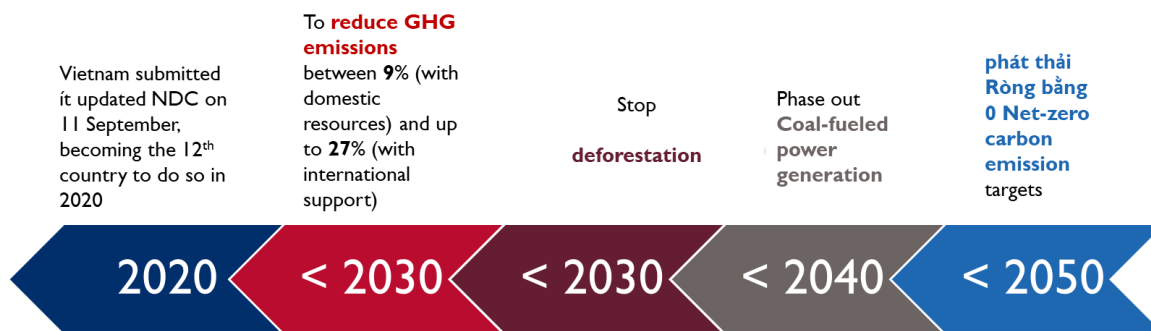 Vietnam submitted
ít updated NDC on
11 September,
becoming the 12th
country to do so in
2020
To reduce GHG
emissions
between 9% (with
domestic
resources) and up
to 27% (with
international
support)
Stop
deforestation
Phase out
Coal-fueled
power
generation
phát thải
Ròng bằng
0 Net-zero
carbon
emission
targets
2020
< 2030
< 2030
< 2040
< 2050